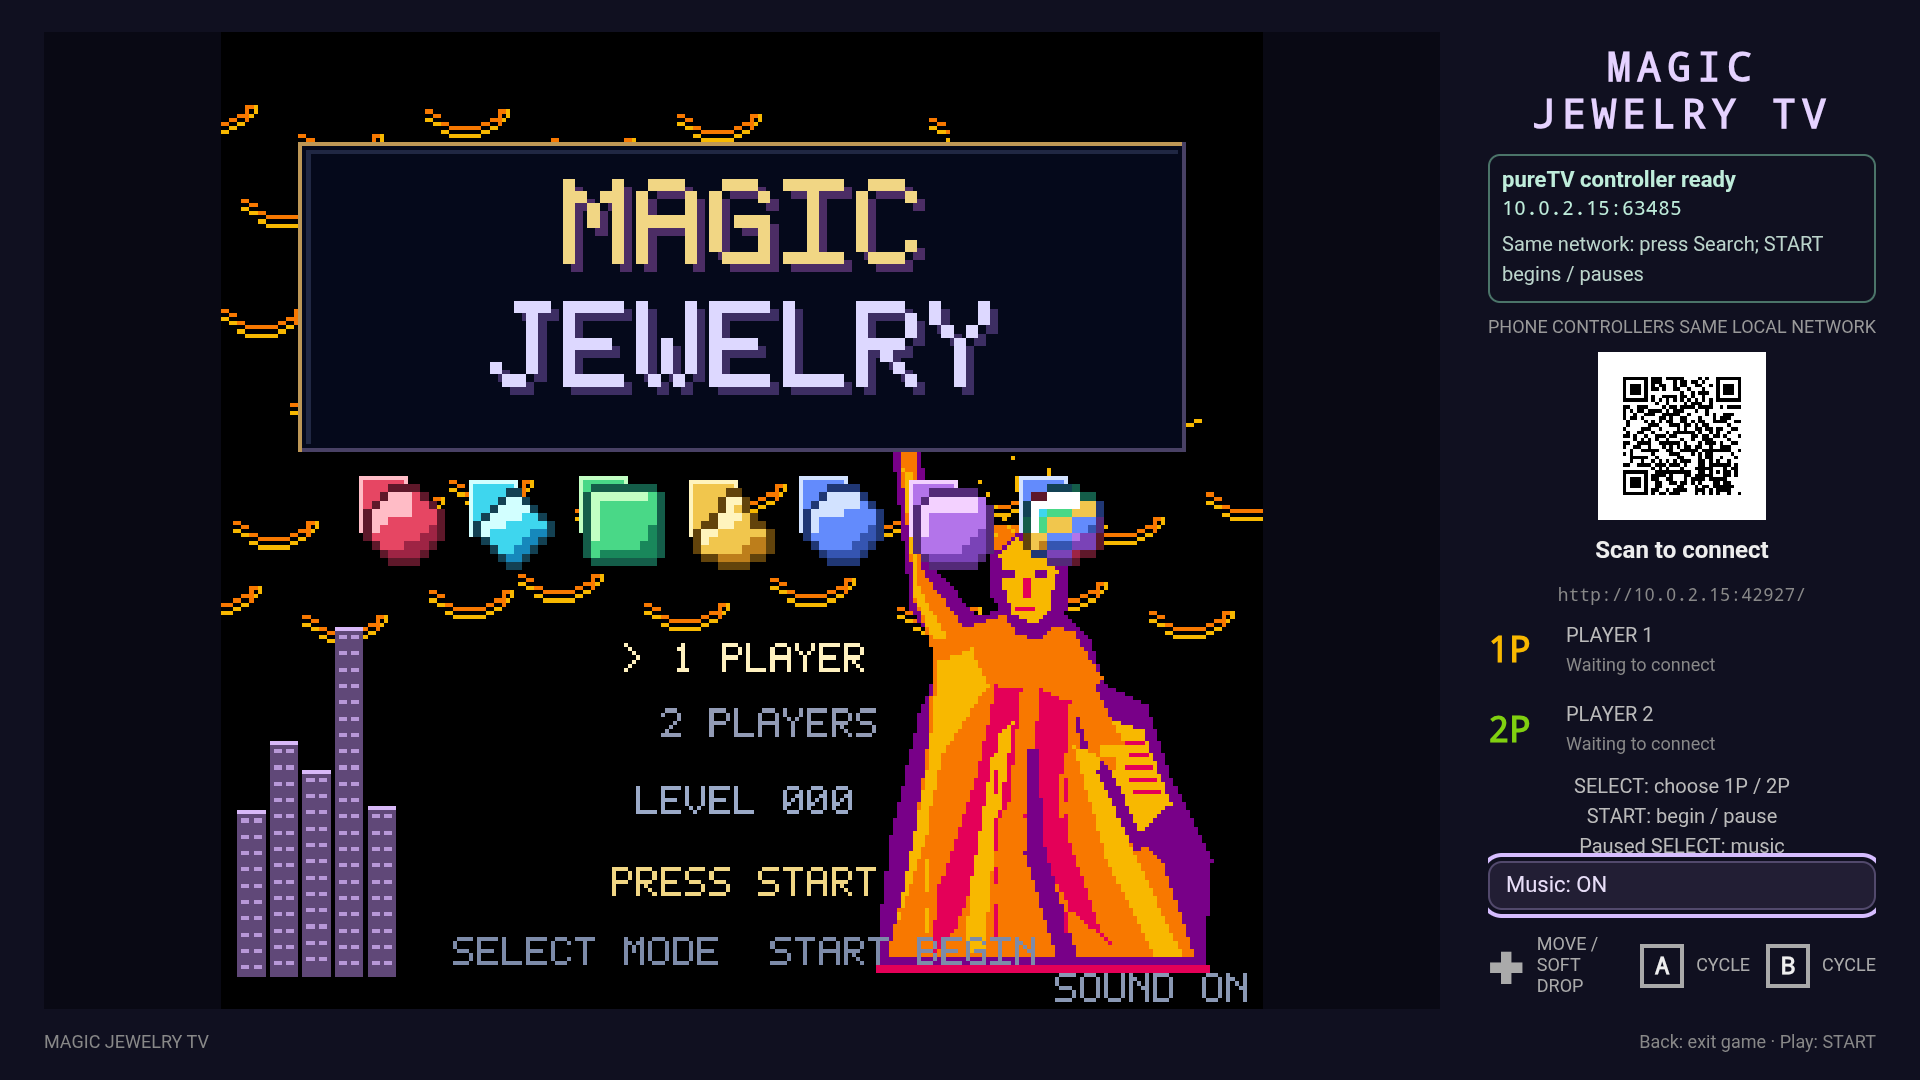 MAGIC
JEWELRY
> 1 PLAYER
2 PLAYERS
LEVEL 000
PRESS START
SELECT MODE START BEGIN
SOUND ON
MAGIC
JEWELRY TV
pureTV controller ready
10.0.2.15:63485
Same network: press Search; START
begins / pauses
PHONE CONTROLLERS SAME LOCAL NETWORK
Scan to connect
http://10.0.2.15:42927/
1P PLAYER 1
Waiting to connect
2P PLAYER 2
Waiting to connect
SELECT: choose 1P / 2P
START: begin / pause
Paused SELECT: music
Music: ON
MOVE /
SOFT
DROP
A CYCLE B CYCLE
MAGIC JEWELRY TV
Back: exit game · Play: START